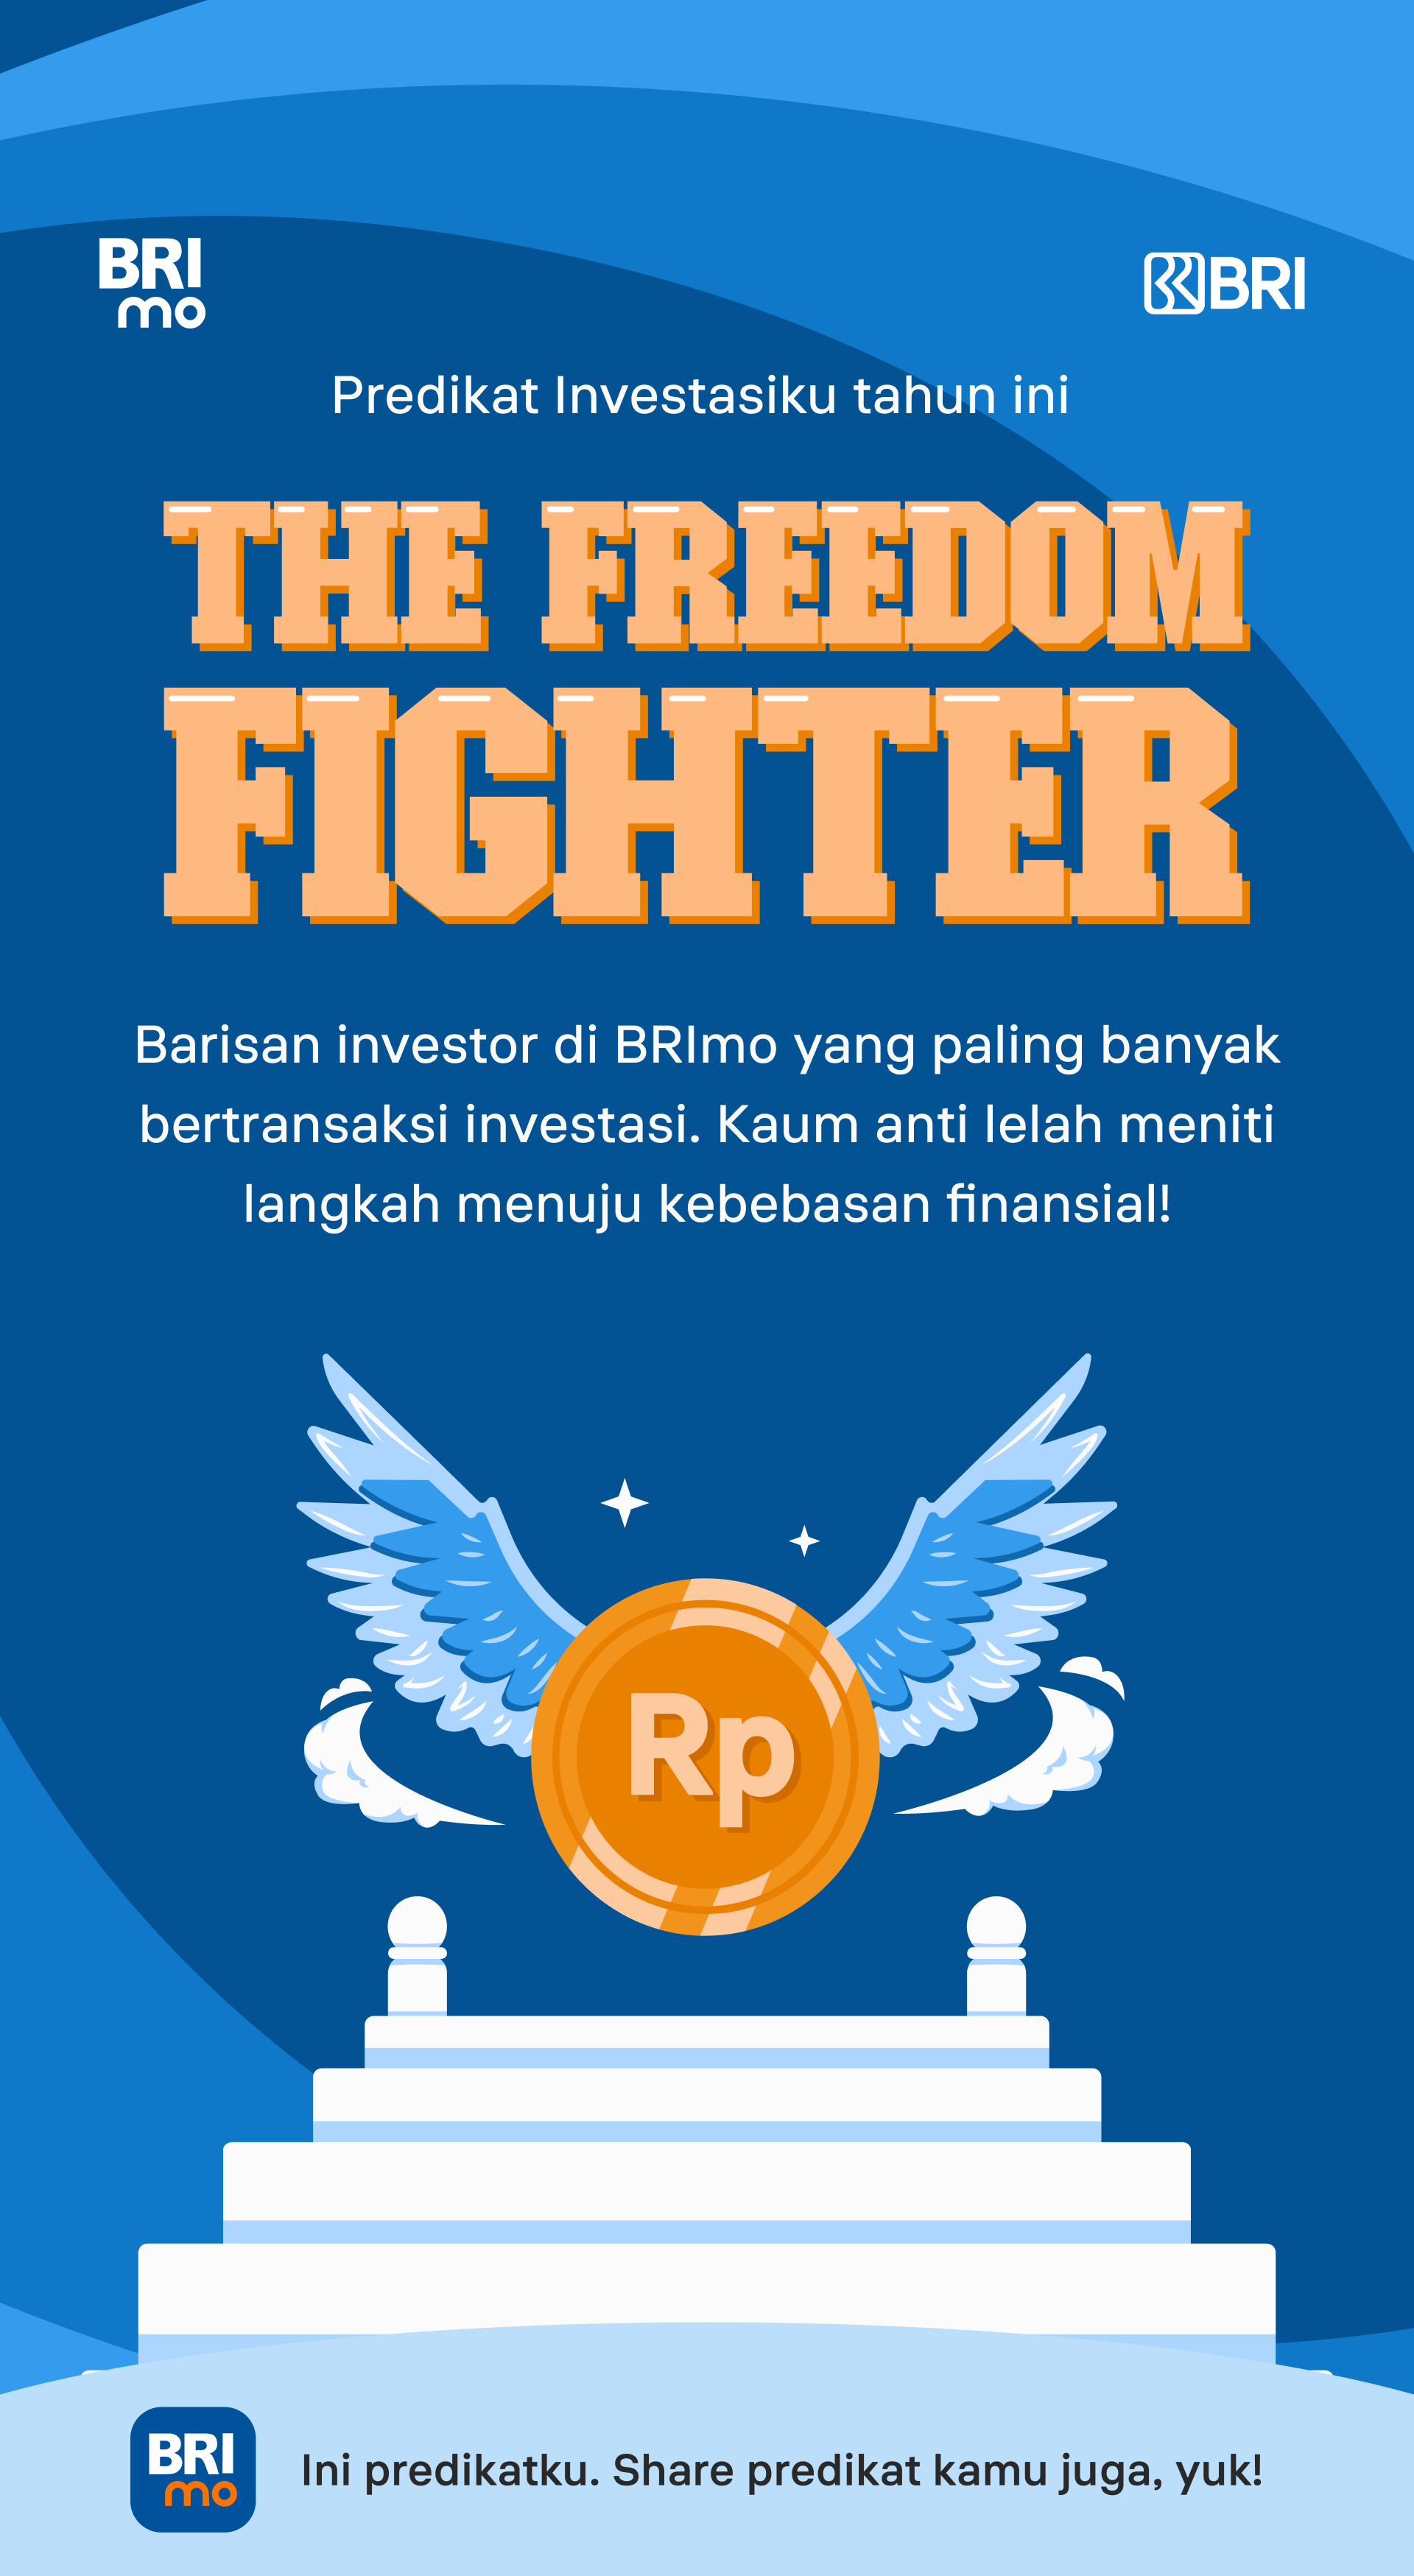 BRI
mo
BRI
Predikat Investasiku tahun ini
THE FREEDOM
FIGHTER
Barisan investor di BRImo yang paling banyak
bertransaksi investasi. Kaum anti lelah meniti
langkah menuju kebebasan finansial!
Rp
BRI
mo
Ini predikatku. Share predikat kamu juga, yuk!